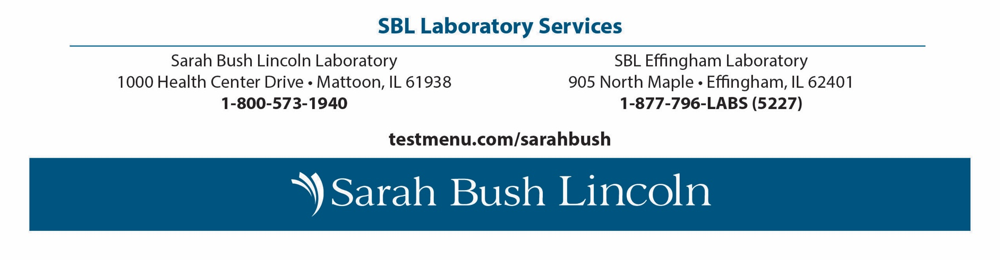 SBL Laboratory Services
Sarah Bush Lincoln Laboratory
1000 Health Center Drive • Mattoon, IL 61938
1-800-573-1940
SBL Effingham Laboratory
905 North Maple • Effingham, IL 62401
1-877-796-LABS (5227)
testmenu.com/sarahbush
Sarah Bush Lincoln